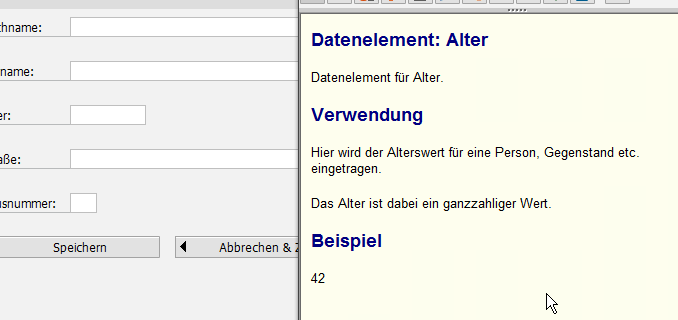 chname:
name:
er:
aße:
usnummer:
Speichern
Abbrechen & Z
Datenelement: Alter
Datenelement für Alter.
Verwendung
Hier wird der Alterswert für eine Person, Gegenstand etc.
eingetragen.
Das Alter ist dabei ein ganzzahliger Wert.
Beispiel
42